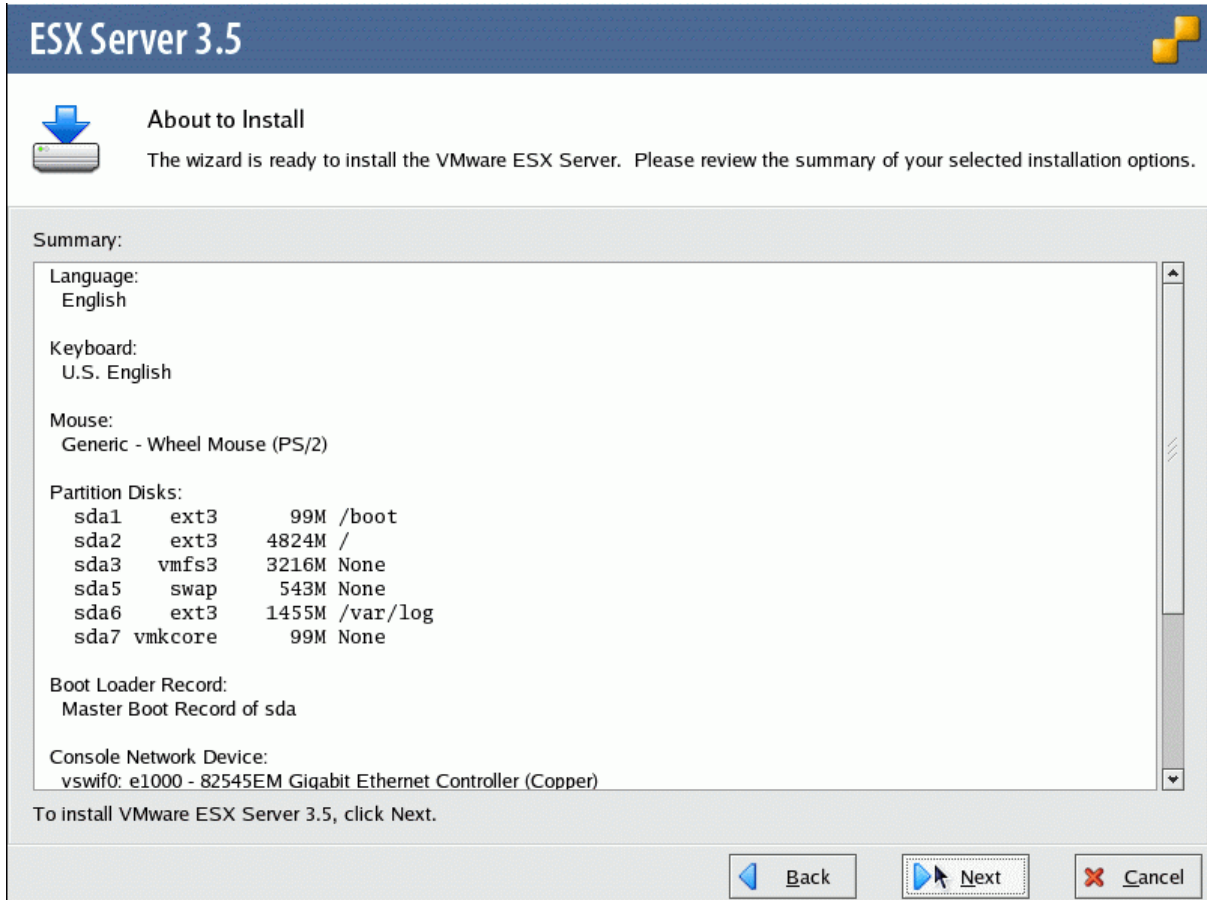 ESX Server 3.5
About to Install
The wizard is ready to install the VMware ESX Server. Please review the summary of your selected installation options.
Summary:
Language:
English
Keyboard:
U.S. English
Mouse:
Generic - Wheel Mouse (PS/2)
Partition Disks:
sda1 ext3 99M /boot
sda2 ext3 4824M /
sda3 vmfs3 3216M None
sda5 swap 543M None
sda6 ext3 1455M /var/log
sda7 vmkcore 99M None
Boot Loader Record:
Master Boot Record of sda
Console Network Device:
vswif0: e1000 - 82545EM Gigabit Ethernet Controller (Copper)
To install VMware ESX Server 3.5, click Next.
Back Next Cancel